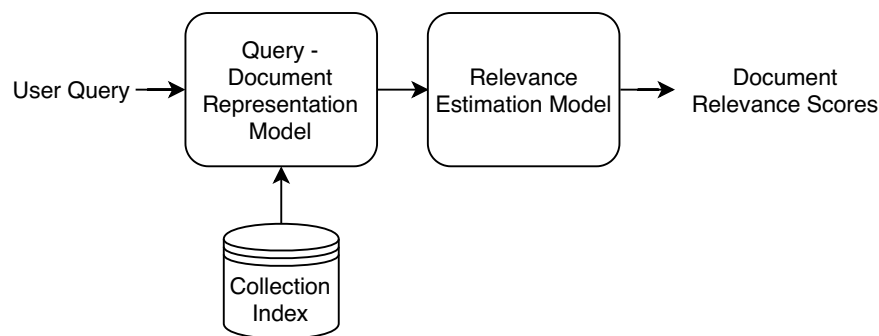 User Query
Query -
Document
Representation
Model
Relevance
Estimation Model
Document
Relevance Scores
Collection
Index